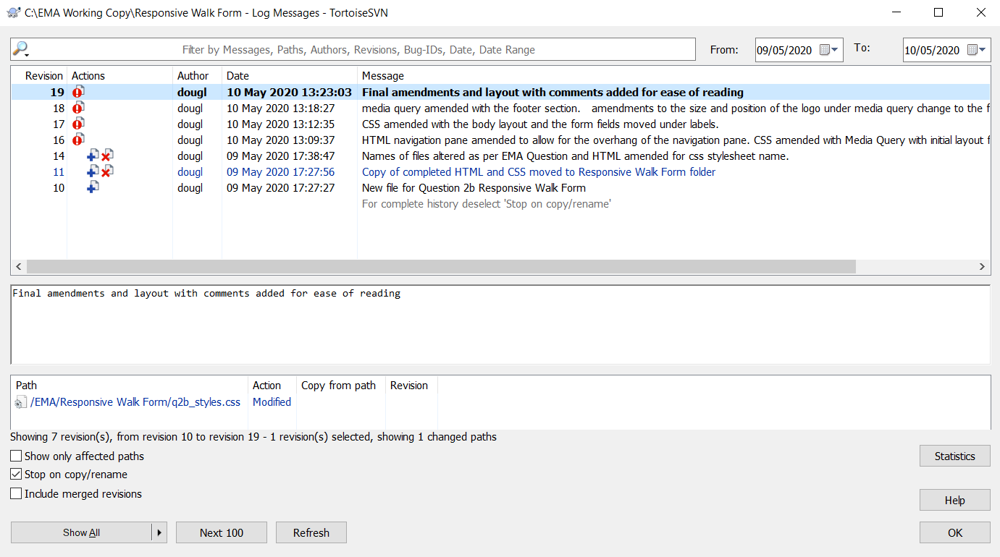 C:\EMA Working Copy\Responsive Walk Form - Log Messages - TortoiseSVN
Filter by Messages, Paths, Authors, Revisions, Bug-IDs, Date, Date Range
From: 09/05/2020 To: 10/05/2020
Revision Actions Author Date Message
19 dougl 10 May 2020 13:23:03 Final amendments and layout with comments added for ease of reading
18 dougl 10 May 2020 13:18:27 media query amended with the footer section. amendments to the size and position of the logo under media query change to the f
17 dougl 10 May 2020 13:12:35 CSS amended with the body layout and the form fields moved under labels.
16 dougl 10 May 2020 13:09:37 HTML navigation pane amended to allow for the overhang of the navigation pane. CSS amended with Media Query with initial layout f
14 dougl 09 May 2020 17:38:47 Names of files altered as per EMA Question and HTML amended for css stylesheet name.
11 dougl 09 May 2020 17:27:56 Copy of completed HTML and CSS moved to Responsive Walk Form folder
10 dougl 09 May 2020 17:27:27 New file for Question 2b Responsive Walk Form
For complete history deselect 'Stop on copy/rename'
Final amendments and layout with comments added for ease of reading
Path Action Copy from path Revision
/EMA/Responsive Walk Form/q2b_styles.css Modified
Showing 7 revision(s), from revision 10 to revision 19 - 1 revision(s) selected, showing 1 changed paths
Show only affected paths
Statistics
Stop on copy/rename
Include merged revisions
Help
Show All Next 100 Refresh OK